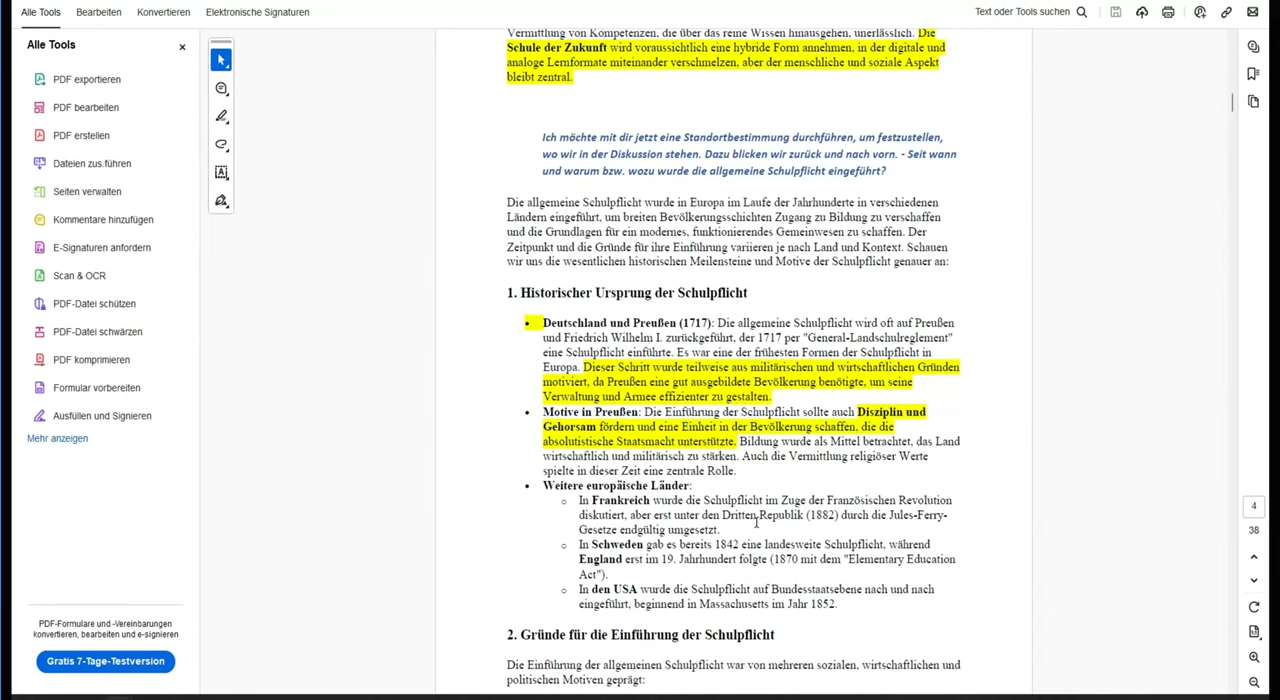 Alle Tools
Bearbeiten
Konvertieren
Elektronische Signaturen
Text oder Tools suchen
Alle Tools
PDF exportieren
PDF bearbeiten
PDF erstellen
Dateien zus führen
Seiten verwalten
Kommentare hinzufügen
E-Signaturen anfordern
Scan & OCR
PDF-Datei schützen
PDF-Datei schwärzen
PDF komprimieren
Formular vorbereiten
Ausfüllen und Signieren
Mehr anzeigen
PDF-Formulare und -Vereinbarungen
konvertieren, bearbeiten und e-signieren
Gratis 7-Tage-Testversion
Vermittlung von Kompetenzen, die über das reine Wissen hinausgehen, unerlässlich. Die
Schule der Zukunft wird voraussichtlich eine hybride Form annehmen, in der digitale und
analoge Lernformate miteinander verschmelzen, aber der menschliche und soziale Aspekt
bleibt zentral.
Ich möchte mit dir jetzt eine Standortbestimmung durchführen, um festzustellen,
wo wir in der Diskussion stehen. Dazu blicken wir zurück und nach vorn. - Seit wann
und warum bzw. wozu wurde die allgemeine Schulpflicht eingeführt?
Die allgemeine Schulpflicht wurde in Europa im Laufe der Jahrhunderte in verschiedenen
Ländern eingeführt, um breiten Bevölkerungsschichten Zugang zu Bildung zu verschaffen
und die Grundlagen für ein modernes, funktionierendes Gemeinwesen zu schaffen. Der
Zeitpunkt und die Gründe für ihre Einführung variieren je nach Land und Kontext. Schauen
wir uns die wesentlichen historischen Meilensteine und Motive der Schulpflicht genauer an:
1. Historischer Ursprung der Schulpflicht
• Deutschland und Preußen (1717): Die allgemeine Schulpflicht wird oft auf Preußen
und Friedrich Wilhelm I. zurückgeführt, der 1717 per "General-Landschulreglement"
eine Schulpflicht einführte. Es war eine der frühesten Formen der Schulpflicht in
Europa. Dieser Schritt wurde teilweise aus militärischen und wirtschaftlichen Gründen
motiviert, da Preußen eine gut ausgebildete Bevölkerung benötigte, um seine
Verwaltung und Armee effizienter zu gestalten.
• Motive in Preußen: Die Einführung der Schulpflicht sollte auch Disziplin und
Gehorsam fördern und eine Einheit in der Bevölkerung schaffen, die die
absolutistische Staatsmacht unterstützte. Bildung wurde als Mittel betrachtet, das Land
wirtschaftlich und militärisch zu stärken. Auch die Vermittlung religiöser Werte
spielte in dieser Zeit eine zentrale Rolle.
• Weitere europäische Länder:
o In Frankreich wurde die Schulpflicht im Zuge der Französischen Revolution
diskutiert, aber erst unter den Dritten Republik (1882) durch die Jules-Ferry-
Gesetze endgültig umgesetzt.
o In Schweden gab es bereits 1842 eine landesweite Schulpflicht, während
England erst im 19. Jahrhundert folgte (1870 mit dem "Elementary Education
Act").
o In den USA wurde die Schulpflicht auf Bundesstaatsebene nach und nach
eingeführt, beginnend in Massachusetts im Jahr 1852.
2. Gründe für die Einführung der Schulpflicht
Die Einführung der allgemeinen Schulpflicht war von mehreren sozialen, wirtschaftlichen und
politischen Motiven geprägt:
4
38